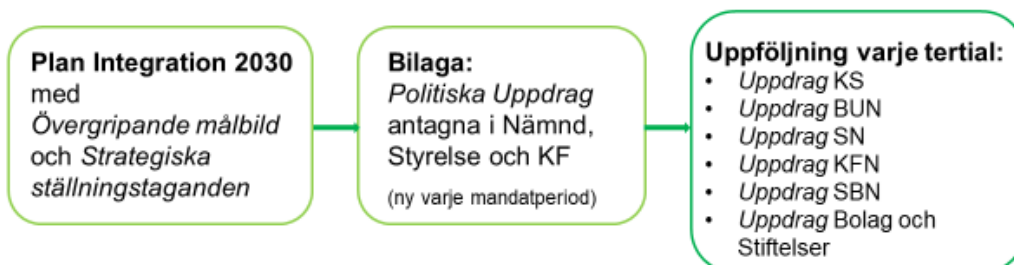 Plan Integration 2030
med
Övergripande målbild
och Strategiska
ställningstaganden
Bilaga:
Politiska Uppdrag
antagna i Nämnd,
Styrelse och KF
(ny varje mandatperiod)
Uppföljning varje tertial:
• Uppdrag KS
• Uppdrag BUN
• Uppdrag SN
• Uppdrag KFN
• Uppdrag SBN
• Uppdrag Bolag och
Stiftelser